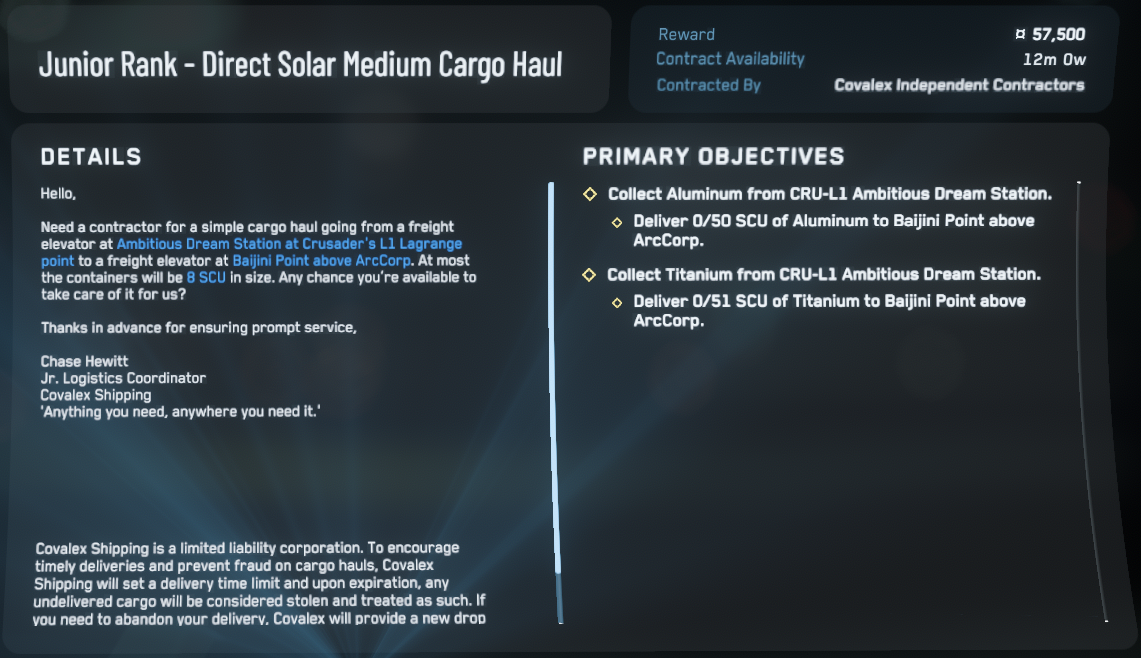 Junior Rank - Direct Solar Medium Cargo Haul
Reward ¤ 57,500
Contract Availability 12m 0w
Contracted By Covalex Independent Contractors
DETAILS
Hello,
Need a contractor for a simple cargo haul going from a freight
elevator at Ambitious Dream Station at Crusader's L1 Lagrange
point to a freight elevator at Baijini Point above ArcCorp. At most
the containers will be 8 SCU in size. Any chance you're available to
take care of it for us?
Thanks in advance for ensuring prompt service,
Chase Hewitt
Jr. Logistics Coordinator
Covalex Shipping
'Anything you need, anywhere you need it.'
Covalex Shipping is a limited liability corporation. To encourage
timely deliveries and prevent fraud on cargo hauls, Covalex
Shipping will set a delivery time limit and upon expiration, any
undelivered cargo will be considered stolen and treated as such. If
you need to abandon your delivery, Covalex will provide a new drop
PRIMARY OBJECTIVES
Collect Aluminum from CRU-L1 Ambitious Dream Station.
Deliver 0/50 SCU of Aluminum to Baijini Point above
ArcCorp.
Collect Titanium from CRU-L1 Ambitious Dream Station.
Deliver 0/51 SCU of Titanium to Baijini Point above
ArcCorp.